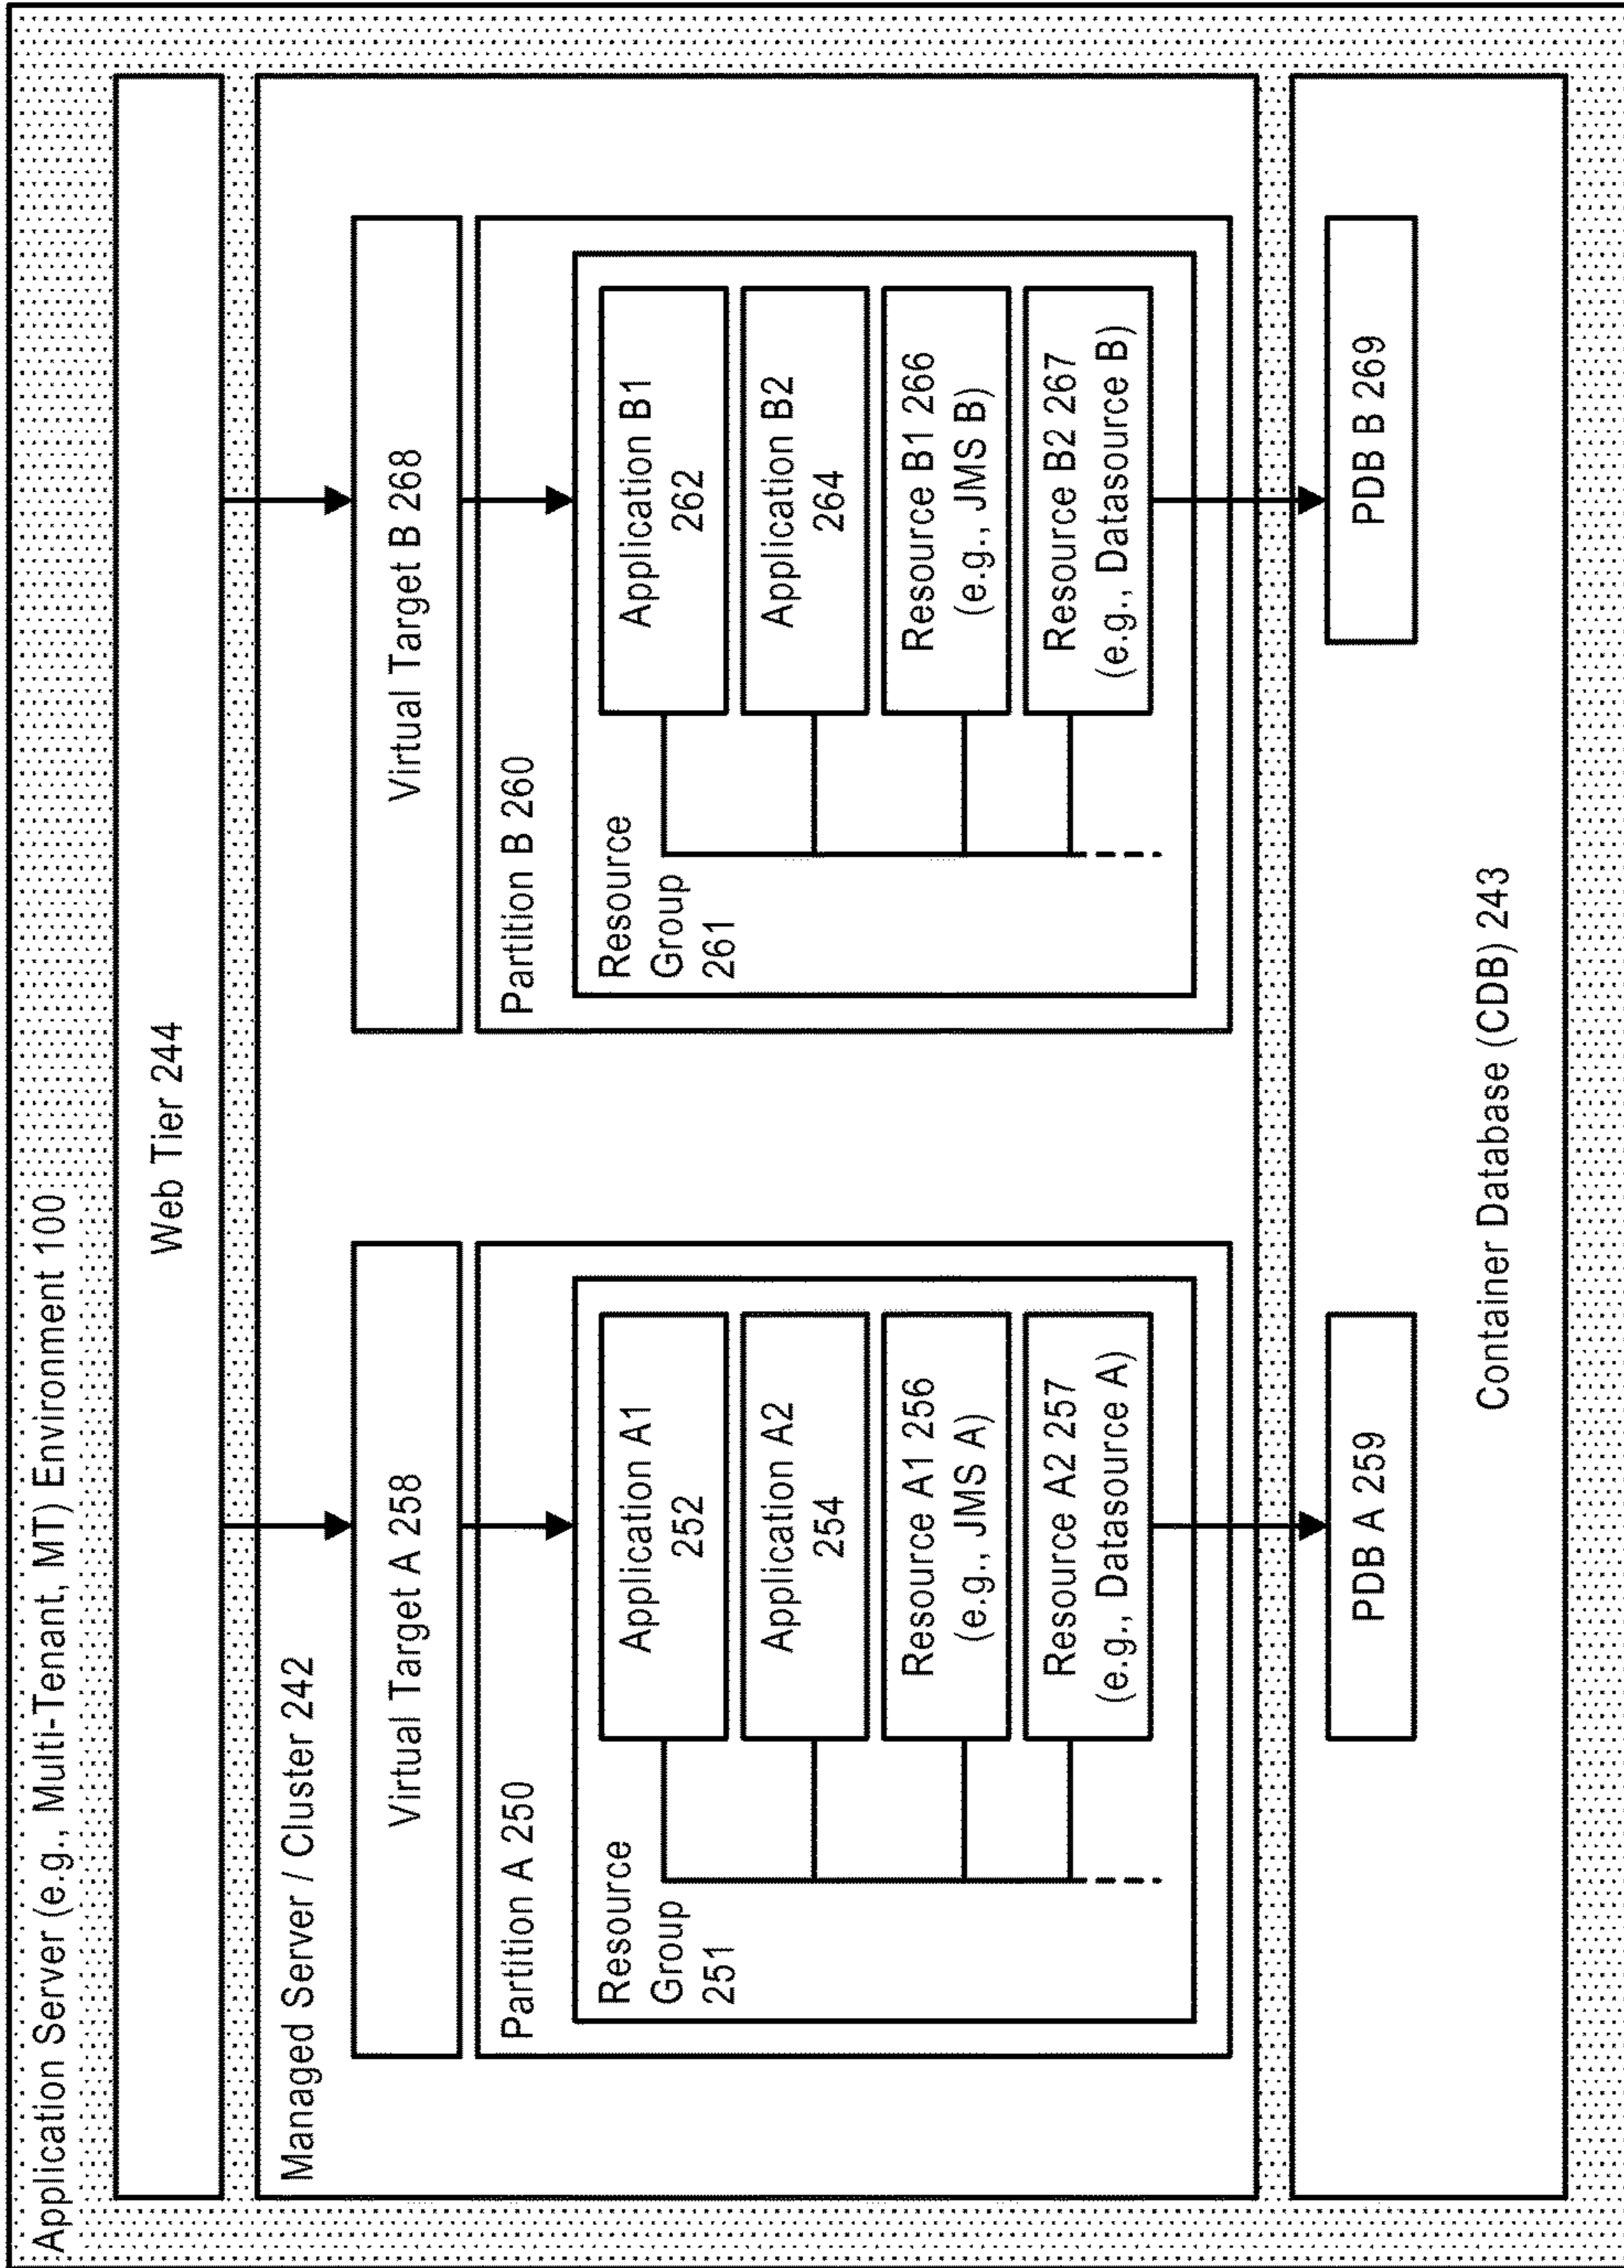 Application Server (e.g., Multi-Tenant, MT) Environment 100
Web Tier 244
Managed Server / Cluster 242
Virtual Target A 258
Partition A 250
Resource
Group
251
Application A1
252
Application A2
254
Resource A1 256
(e.g., JMS A)
Resource A2 257
(e.g., Datasource A)
Virtual Target B 268
Partition B 260
Resource
Group
261
Application B1
262
Application B2
264
Resource B1 266
(e.g., JMS B)
Resource B2 267
(e.g., Datasource B)
PDB A 259
PDB B 269
Container Database (CDB) 243